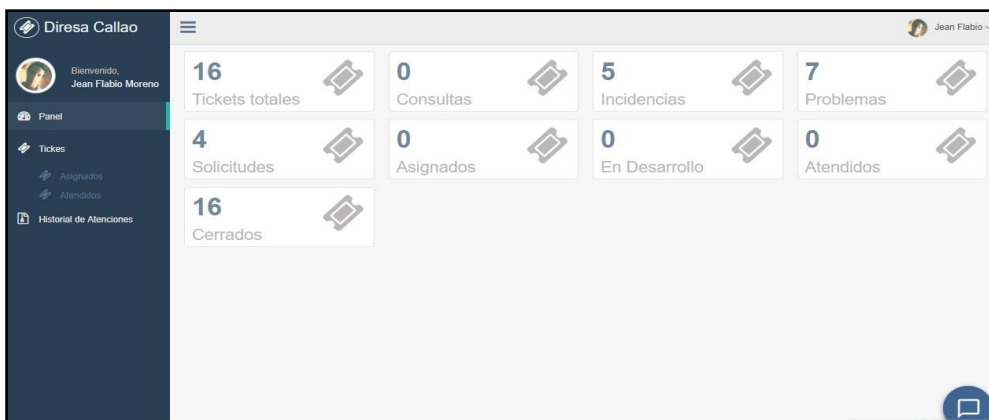 Diresa Callao
Jean Flabio
Bienvenido,
Jean Flabio Moreno
Panel
Tickes
Asignados
Atendidos
Historial de Atenciones
16
Tickets totales
0
Consultas
5
Incidencias
7
Problemas
4
Solicitudes
0
Asignados
0
En Desarrollo
0
Atendidos
16
Cerrados